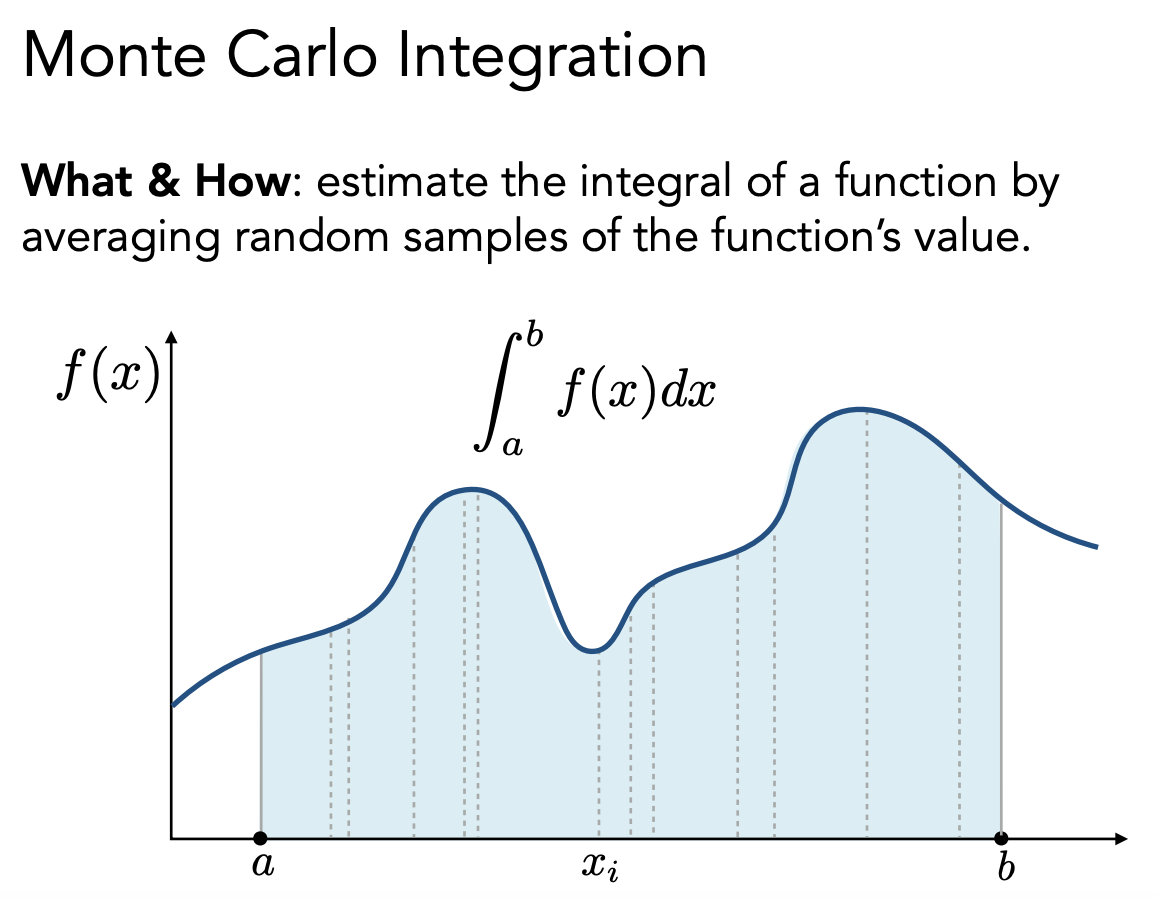 Monte Carlo Integration
What & How: estimate the integral of a function by
averaging random samples of the function’s value.
f(x)
∫_a^b f(x)dx
a
x_i
b